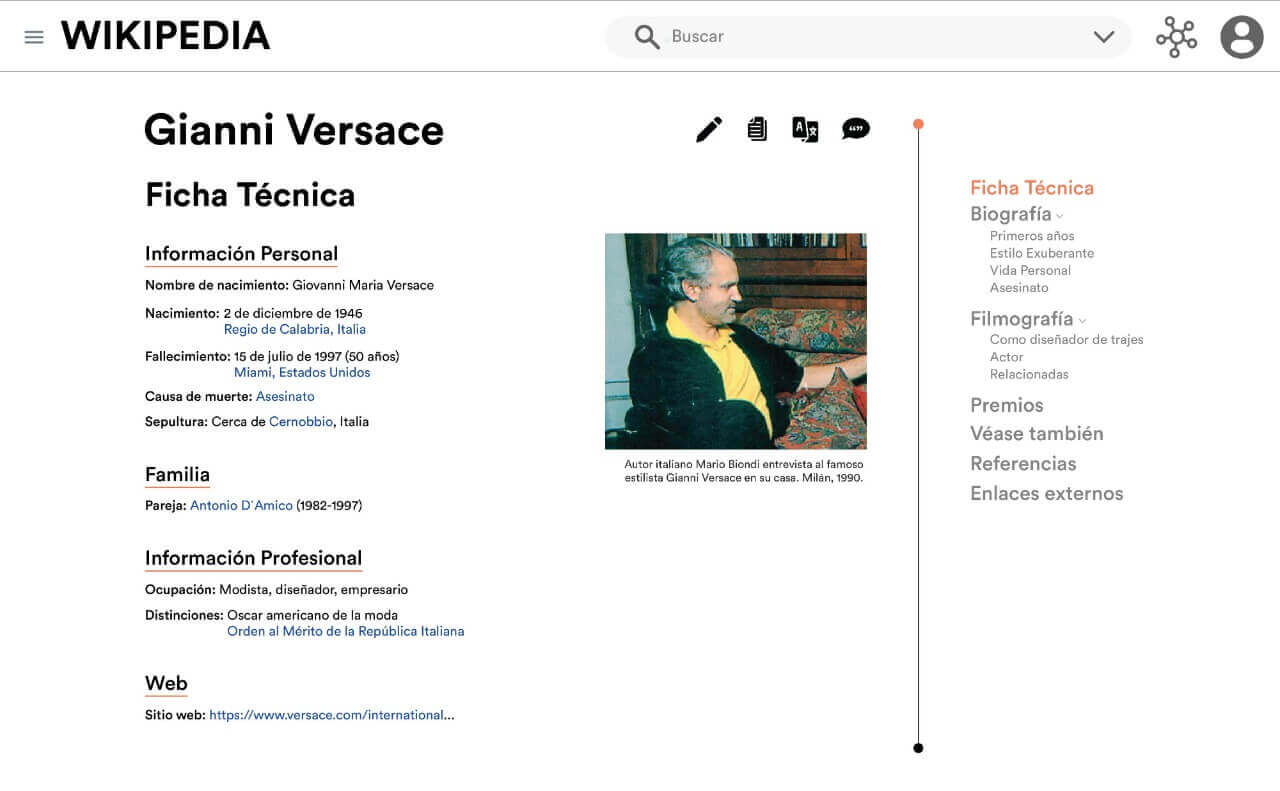 WIKIPEDIA
Buscar
Gianni Versace
Ficha Técnica
Información Personal
Nombre de nacimiento: Giovanni Maria Versace
Nacimiento: 2 de diciembre de 1946
Regio de Calabria, Italia
Fallecimiento: 15 de julio de 1997 (50 años)
Miami, Estados Unidos
Causa de muerte: Asesinato
Sepultura: Cerca de Cernobbio, Italia
Familia
Pareja: Antonio D'Amico (1982-1997)
Información Profesional
Ocupación: Modista, diseñador, empresario
Distinciones: Oscar americano de la moda
Orden al Mérito de la República Italiana
Web
Sitio web: https://www.versace.com/international...
Autor italiano Mario Biondi entrevista al famoso
estilista Gianni Versace en su casa. Milán, 1990.
Ficha Técnica
Biografía
Primeros años
Estilo Exuberante
Vida Personal
Asesinato
Filmografía
Como diseñador de trajes
Actor
Relacionadas
Premios
Véase también
Referencias
Enlaces externos